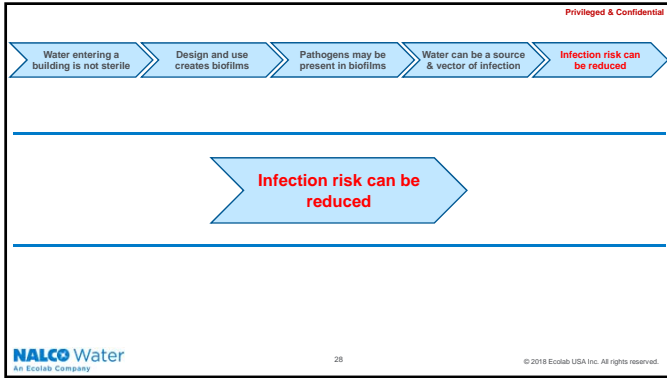 Privileged & Confidential
Water entering a
building is not sterile
Design and use
creates biofilms
Pathogens may be
present in biofilms
Water can be a source
& vector of infection
Infection risk can
be reduced
Infection risk can be
reduced
NALCO Water
An Ecolab Company
28
© 2018 Ecolab USA Inc. All rights reserved.